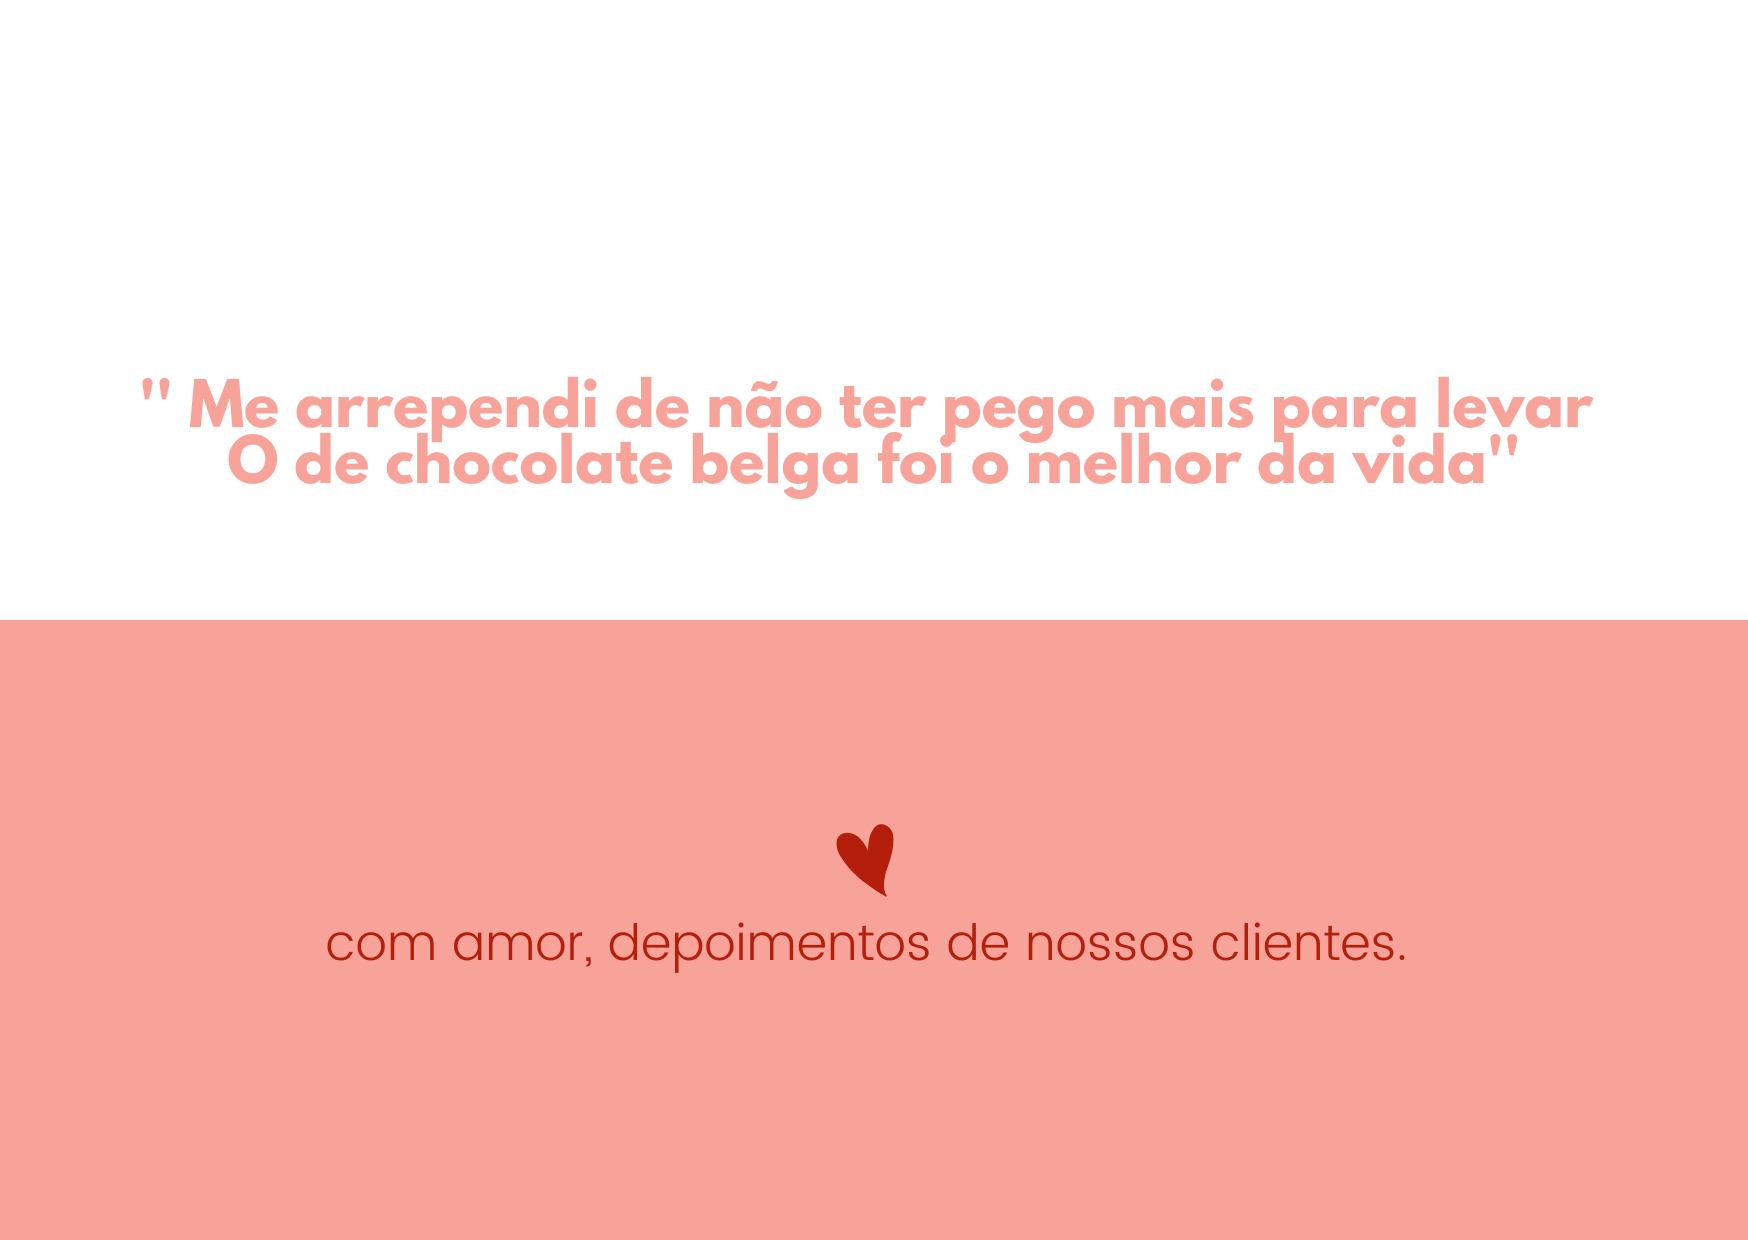 " Me arrependi de não ter pego mais para levar
O de chocolate belga foi o melhor da vida"
com amor, depoimentos de nossos clientes.